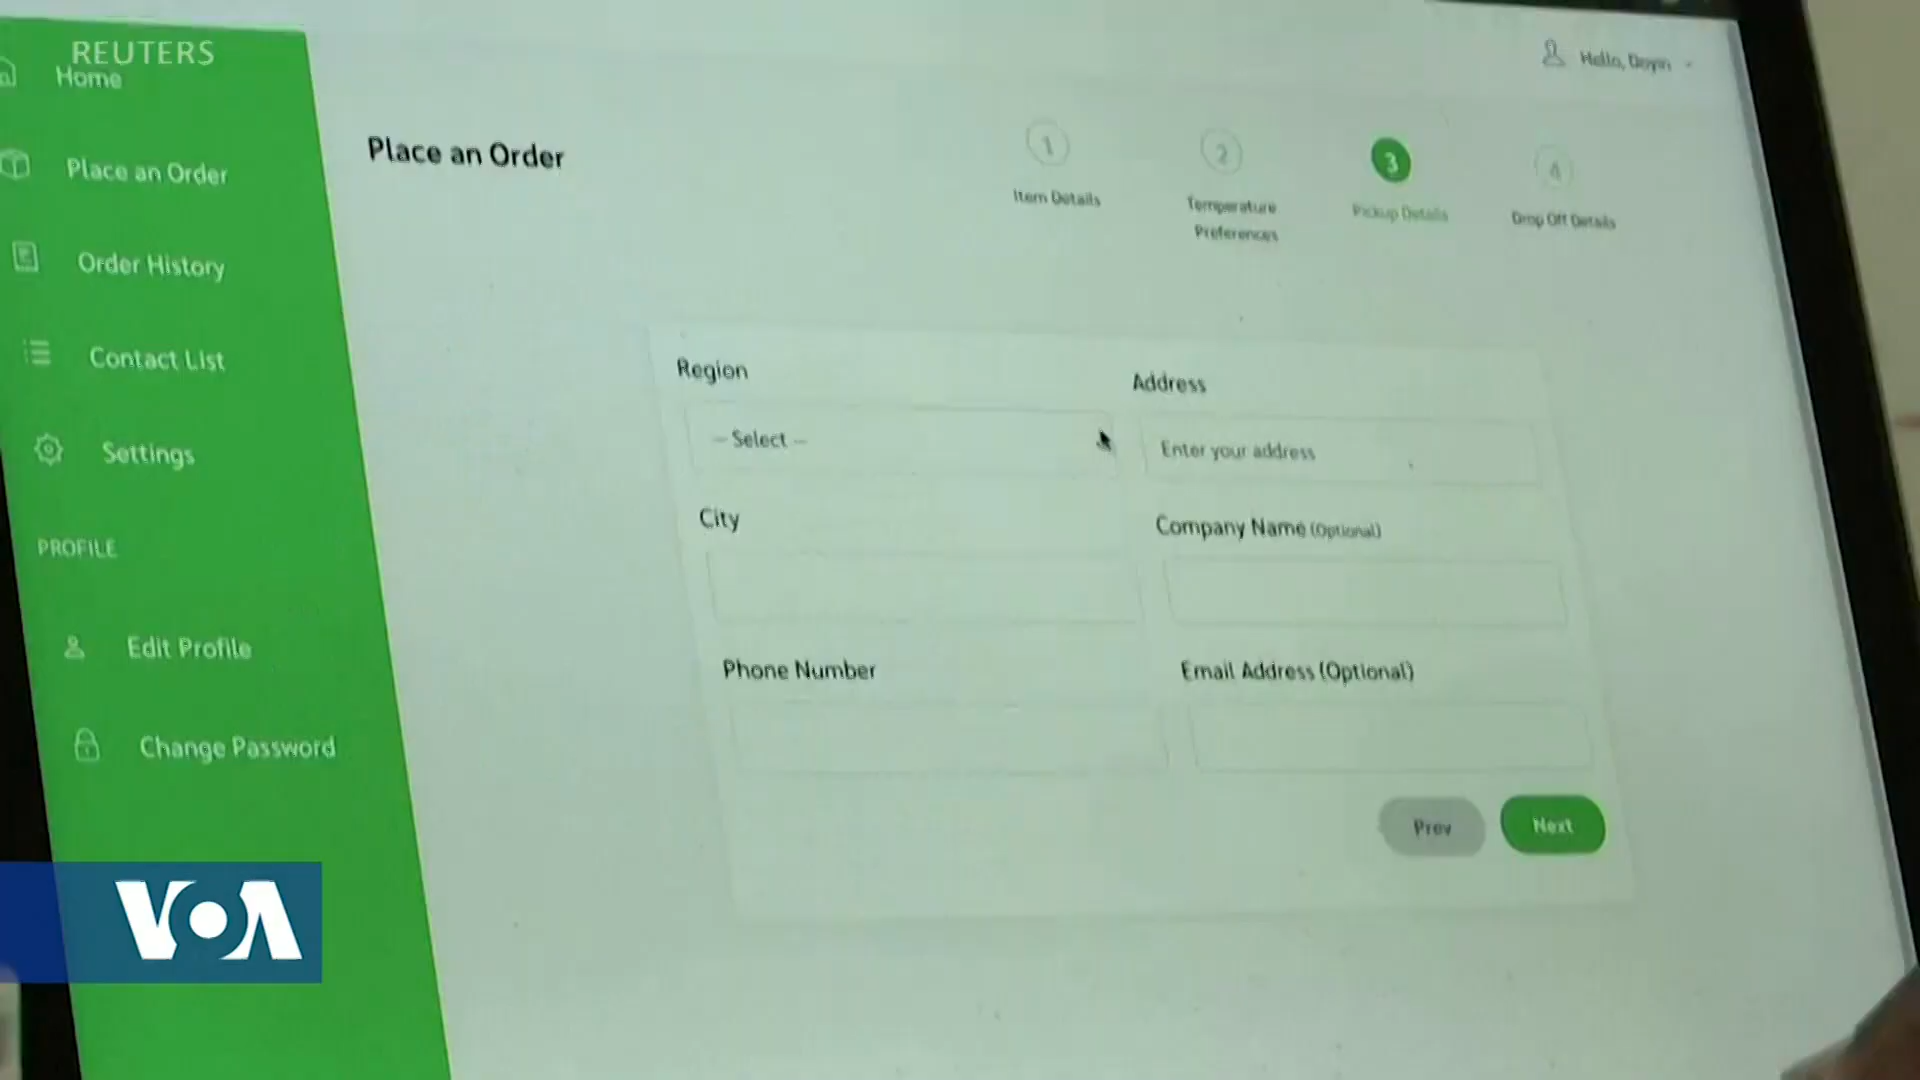 REUTERS
Home
Place an Order
Order History
Contact List
Settings
PROFILE
Edit Profile
Change Password
VOA
Hello, Doyin
Place an Order
1
2
3
4
Item Details
Temperature
Preferences
Pickup Details
Drop Off Details
Region
Address
-- Select --
Enter your address
City
Company Name (Optional)
Phone Number
Email Address (Optional)
Prev
Next